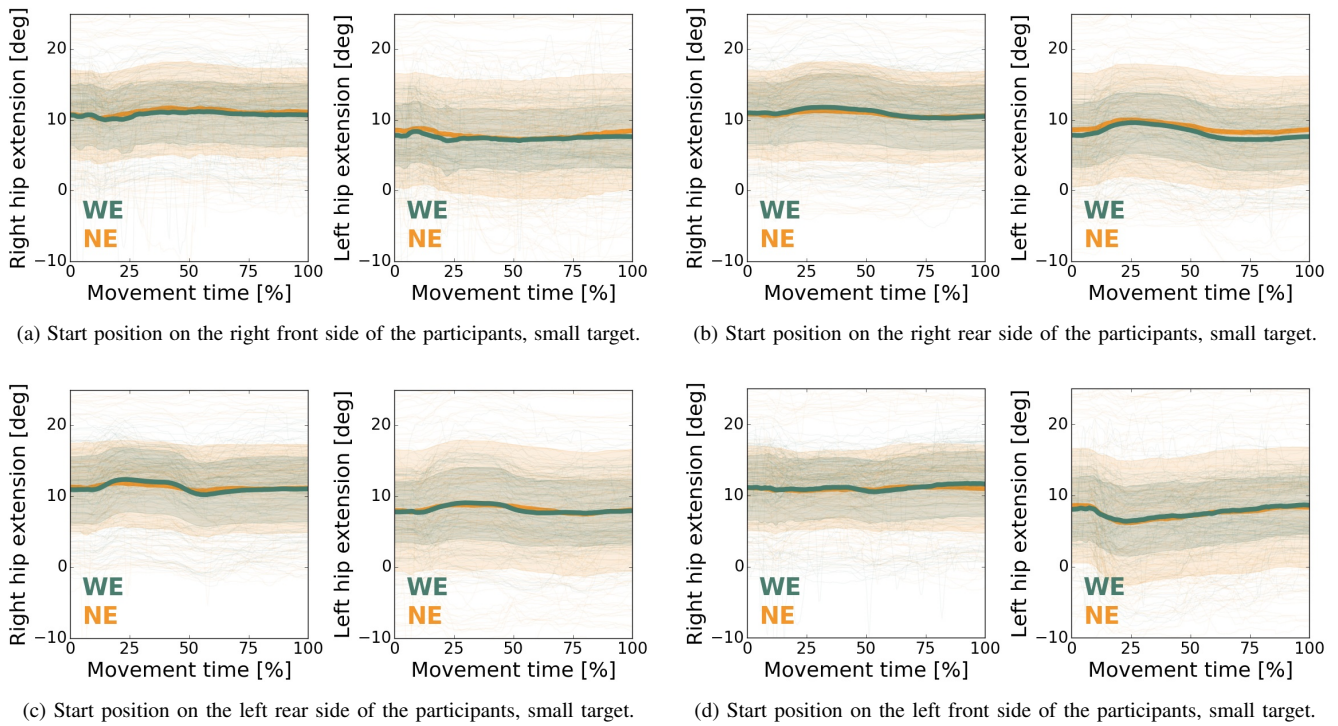 Right hip extension [deg]
20
10
0
−10
WE
NE
0 25 50 75 100
Movement time [%]
Left hip extension [deg]
20
10
0
−10
WE
NE
0 25 50 75 100
Movement time [%]
(a) Start position on the right front side of the participants, small target.
Right hip extension [deg]
20
10
0
−10
WE
NE
0 25 50 75 100
Movement time [%]
Left hip extension [deg]
20
10
0
−10
WE
NE
0 25 50 75 100
Movement time [%]
(b) Start position on the right rear side of the participants, small target.
Right hip extension [deg]
20
10
0
−10
WE
NE
0 25 50 75 100
Movement time [%]
Left hip extension [deg]
20
10
0
−10
WE
NE
0 25 50 75 100
Movement time [%]
(c) Start position on the left rear side of the participants, small target.
Right hip extension [deg]
20
10
0
−10
WE
NE
0 25 50 75 100
Movement time [%]
Left hip extension [deg]
20
10
0
−10
WE
NE
0 25 50 75 100
Movement time [%]
(d) Start position on the left front side of the participants, small target.